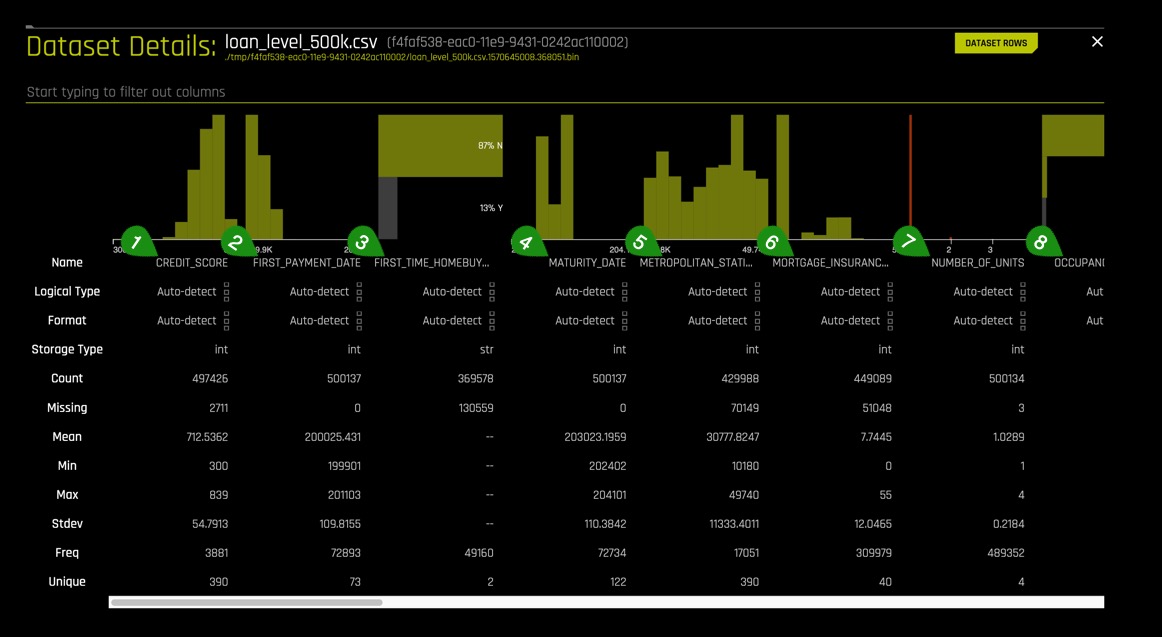 Dataset Details: loan_level_500k.csv (f4faf538-eac0-11e9-9431-0242ac110002)
./tmp/f4faf538-eac0-11e9-9431-0242ac110002/loan_level_500k.csv.1570645008.368051.bin
DATASET ROWS
Start typing to filter out columns
87% N
13% Y
1 2 3 4 5 6 7 8
2 3
Name CREDIT_SCORE FIRST_PAYMENT_DATE FIRST_TIME_HOMEBUY... MATURITY_DATE METROPOLITAN_STATI... MORTGAGE_INSURANC... NUMBER_OF_UNITS
Logical Type Auto-detect Auto-detect Auto-detect Auto-detect Auto-detect Auto-detect Auto-detect Aut
Format Auto-detect Auto-detect Auto-detect Auto-detect Auto-detect Auto-detect Auto-detect Aut
Storage Type int int str int int int int
Count 497426 500137 369578 500137 429988 449089 500134
Missing 2711 0 130559 0 70149 51048 3
Mean 712.5362 200025.431 -- 203023.1959 30777.8247 7.7445 1.0289
Min 300 199901 -- 202402 10180 0 1
Max 839 201103 -- 204101 49740 55 4
Stdev 54.7913 109.8155 -- 110.3842 11333.4011 12.0465 0.2184
Freq 3881 72893 49160 72734 17051 309979 489352
Unique 390 73 2 122 390 40 4